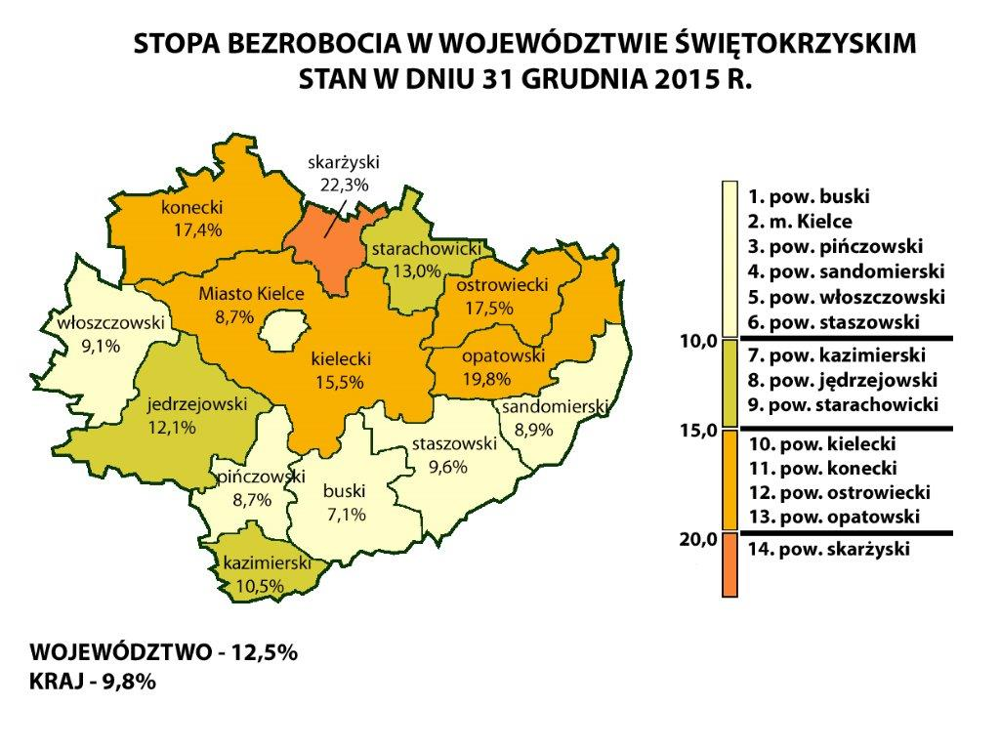 STOPA BEZROBOCIA W WOJEWÓDZTWIE ŚWIĘTOKRZYSKIM
STAN W DNIU 31 GRUDNIA 2015 R.
skarżyski
22,3%
konecki
17,4%
starachowicki
13,0%
Miasto Kielce
8,7%
ostrowiecki
17,5%
włoszczowski
9,1%
kielecki
15,5%
opatowski
19,8%
jedrzejowski
12,1%
sandomierski
8,9%
staszowski
9,6%
pińczowski
8,7%
buski
7,1%
kazimierski
10,5%
1. pow. buski
2. m. Kielce
3. pow. pińczowski
4. pow. sandomierski
5. pow. włoszczowski
6. pow. staszowski
10,0
7. pow. kazimierski
8. pow. jędrzejowski
9. pow. starachowicki
15,0
10. pow. kielecki
11. pow. konecki
12. pow. ostrowiecki
13. pow. opatowski
20,0
14. pow. skarżyski
WOJEWÓDZTWO - 12,5%
KRAJ - 9,8%